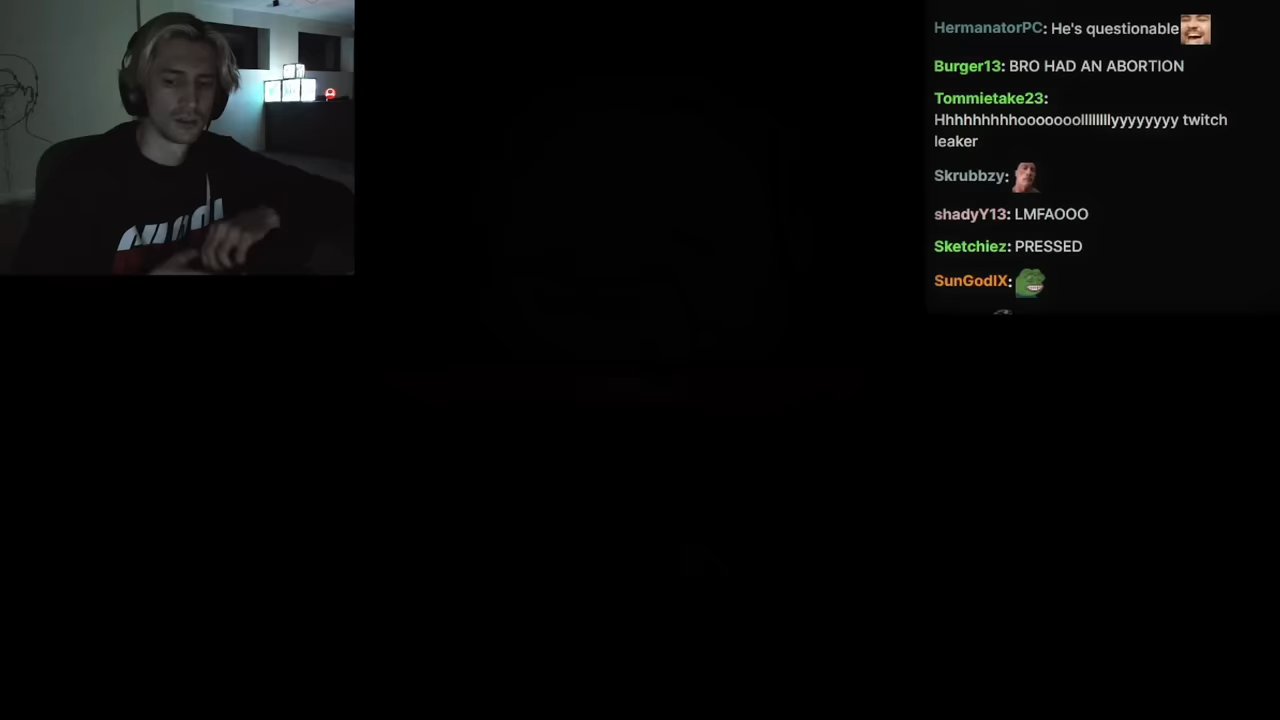 HermanatorPC: He's questionable
Burger13: BRO HAD AN ABORTION
Tommietake23:
Hhhhhhhhhooooooollllllllyyyyyyyy twitch
leaker
Skrubbzy:
shadyY13: LMFAOOO
Sketchiez: PRESSED
SunGodIX: